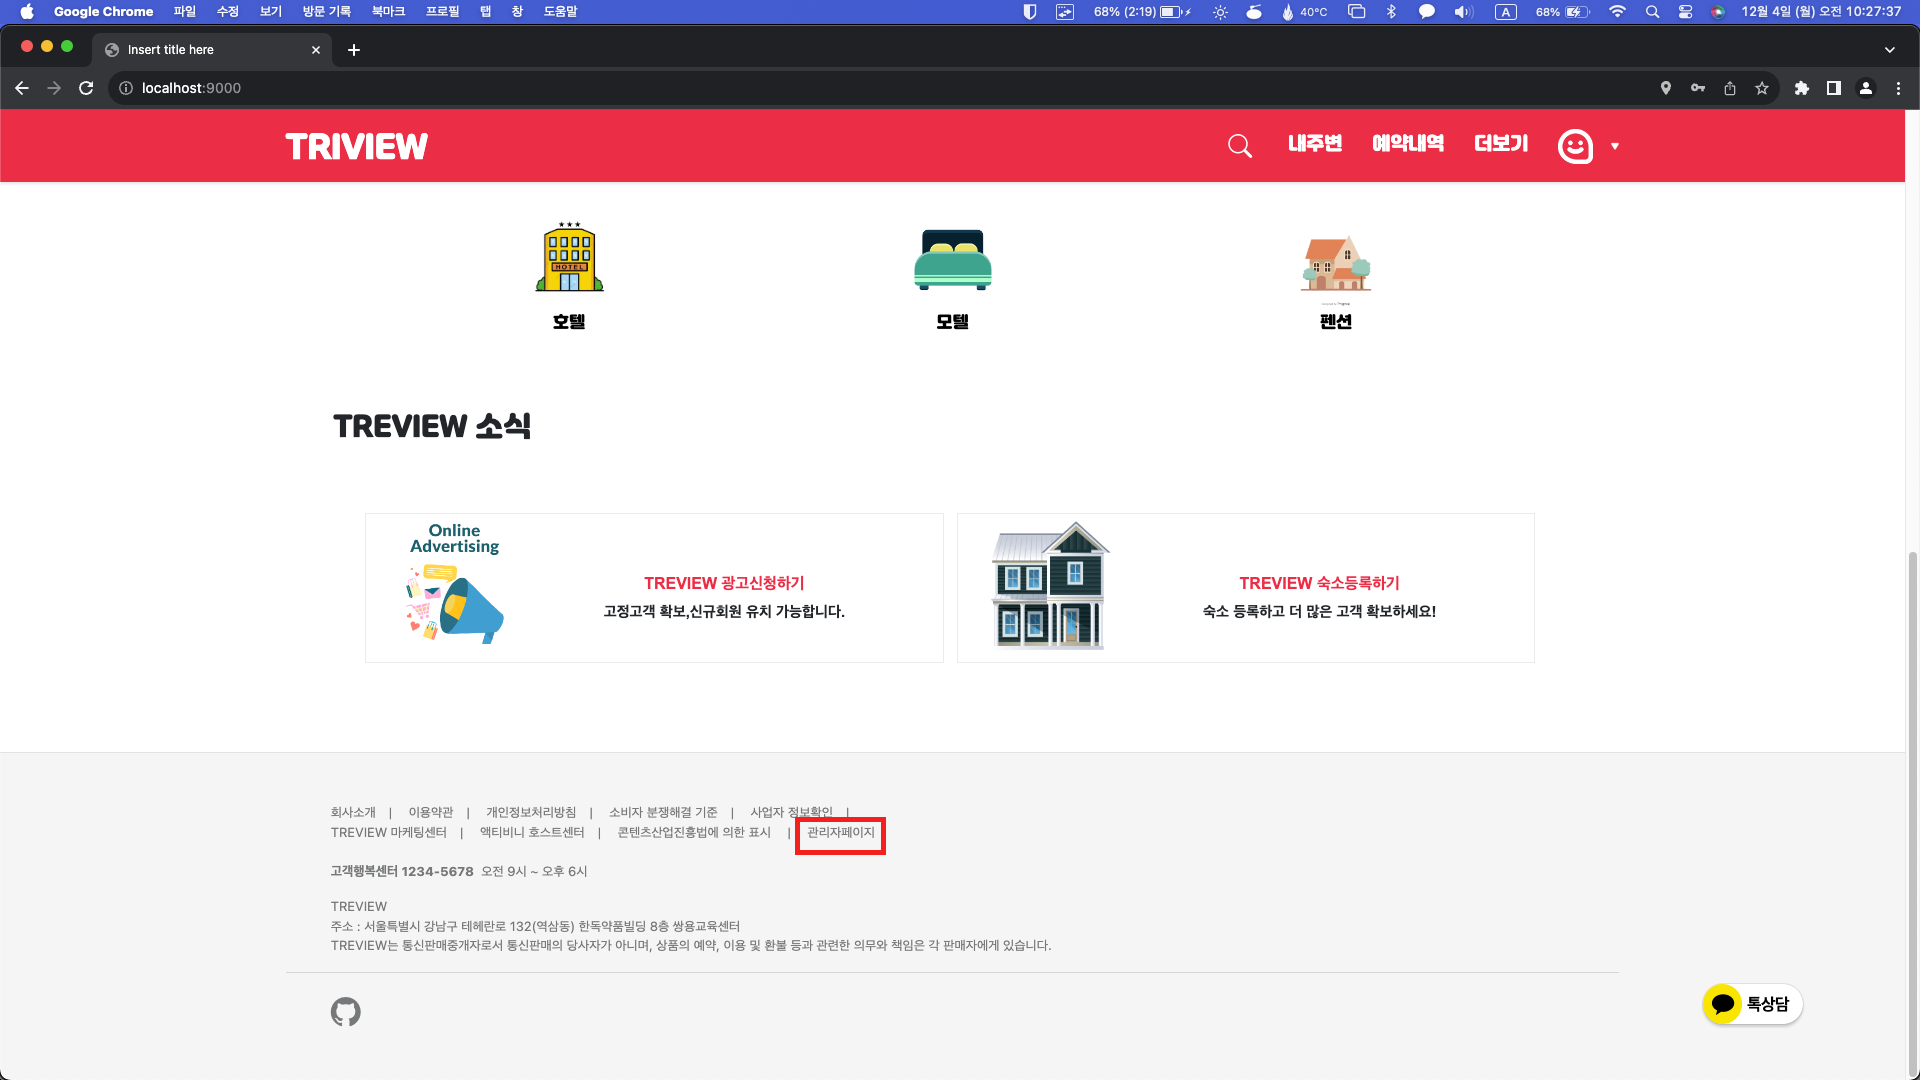 Google Chrome 파일 수정 보기 방문 기록 북마크 프로필 탭 창 도움말 68% (2:19) 40°C A 68% 12월 4일 (월) 오전 10:27:37
Insert title here
localhost:9000
TRIVIEW 내주변 예약내역 더보기
HOTEL
호텔 모텔 펜션
TREVIEW 소식
Online
Advertising
TREVIEW 광고신청하기
고정고객 확보,신규회원 유치 가능합니다.
TREVIEW 숙소등록하기
숙소 등록하고 더 많은 고객 확보하세요!
회사소개 | 이용약관 | 개인정보처리방침 | 소비자 분쟁해결 기준 | 사업자 정보확인 |
TREVIEW 마케팅센터 | 액티비니 호스트센터 | 콘텐츠산업진흥법에 의한 표시 | 관리자페이지
고객행복센터 1234-5678 오전 9시 ~ 오후 6시
TREVIEW
주소 : 서울특별시 강남구 테헤란로 132(역삼동) 한독약품빌딩 8층 쌍용교육센터
TREVIEW는 통신판매중개자로서 통신판매의 당사자가 아니며, 상품의 예약, 이용 및 환불 등과 관련한 의무와 책임은 각 판매자에게 있습니다.
톡상담